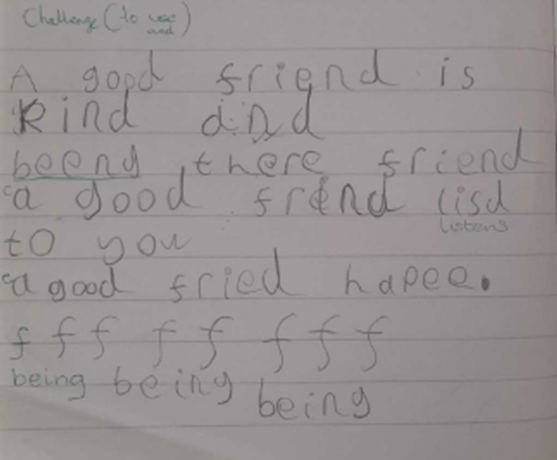 Challenge (to use and)
A good friend is
kind and
beeng there friend
a good frend lisd
listens
to you
a good fried hapee.
f f f f f f f f
being being being